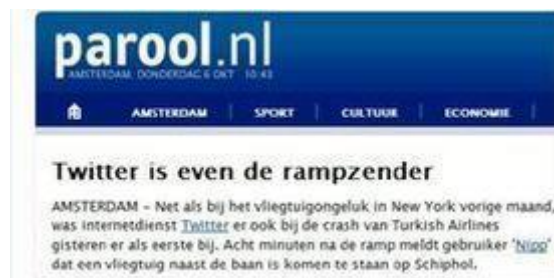 parool.nl
AMSTERDAM, DONDERDAG 6 OKT 10:43
AMSTERDAM SPORT CULTUUR ECONOMIE
Twitter is even de rampzender
AMSTERDAM - Net als bij het vliegtuigongeluk in New York vorige maand,
was internetdienst Twitter er ook bij de crash van Turkish Airlines
gisteren er als eerste bij. Acht minuten na de ramp meldt gebruiker 'Nipp'
dat een vliegtuig naast de baan is komen te staan op Schiphol.